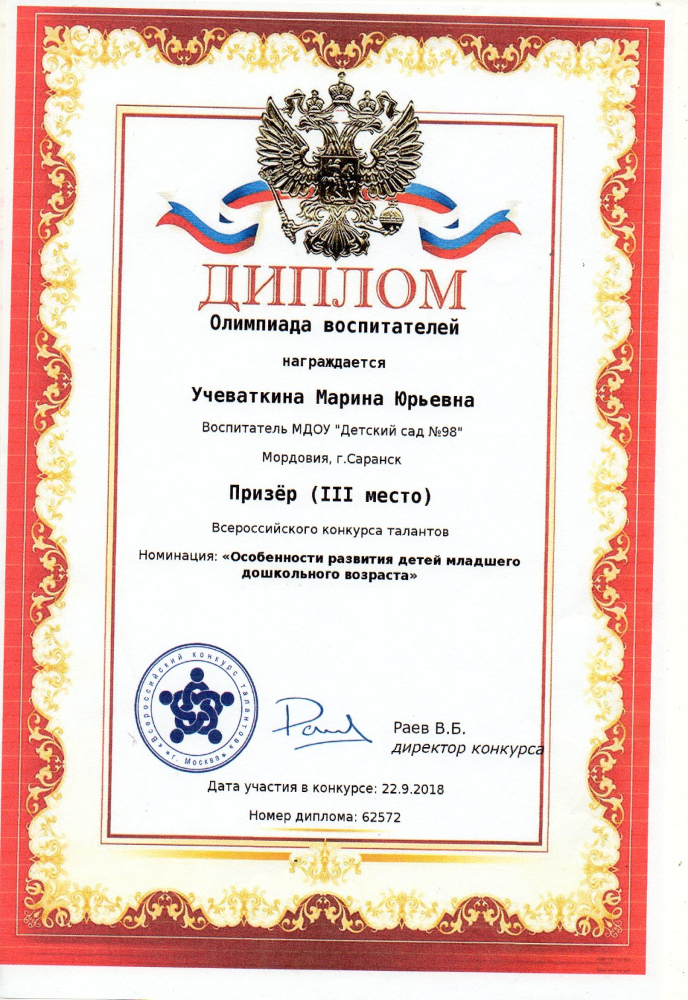 ДИПЛОМ
Олимпиада воспитателей
награждается
Учеваткина Марина Юрьевна
Воспитатель МДОУ "Детский сад №98"
Мордовия, г.Саранск
Призёр (III место)
Всероссийского конкурса талантов
Номинация: «Особенности развития детей младшего
дошкольного возраста»
«Всероссийский конкурс талантов»
* г. Москва *
Раев В.Б.
директор конкурса
Дата участия в конкурсе: 22.9.2018
Номер диплома: 62572